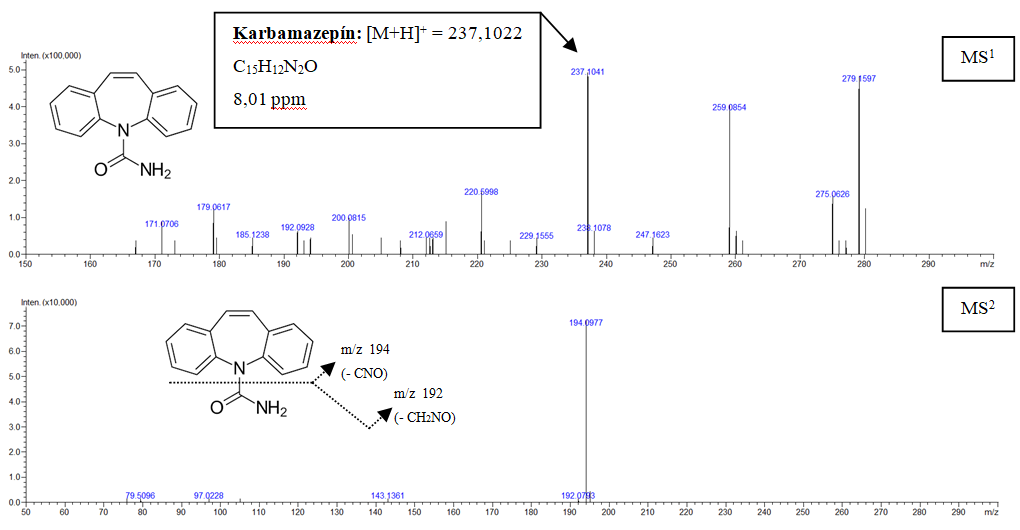 Karbamazepín: [M+H]⁺ = 237,1022
C₁₅H₁₂N₂O
8,01 ppm
MS¹
Inten. (x100,000)
5.0
4.0
3.0
2.0
1.0
0.0
N
O
NH₂
171.0706
179.0617
185.1238
192.0928
200.0815
212.0659
220.5998
229.1555
237.1041
238.1078
247.1623
259.0854
275.0626
279.1597
150 160 170 180 190 200 210 220 230 240 250 260 270 280 290 m/z
MS²
Inten. (x10,000)
7.0
6.0
5.0
4.0
3.0
2.0
1.0
0.0
N
O
NH₂
m/z 194
(- CNO)
m/z 192
(- CH₂NO)
79.5096
97.0228
143.1361
192.0793
194.0977
50 60 70 80 90 100 110 120 130 140 150 160 170 180 190 200 210 220 230 240 250 260 270 280 290 m/z